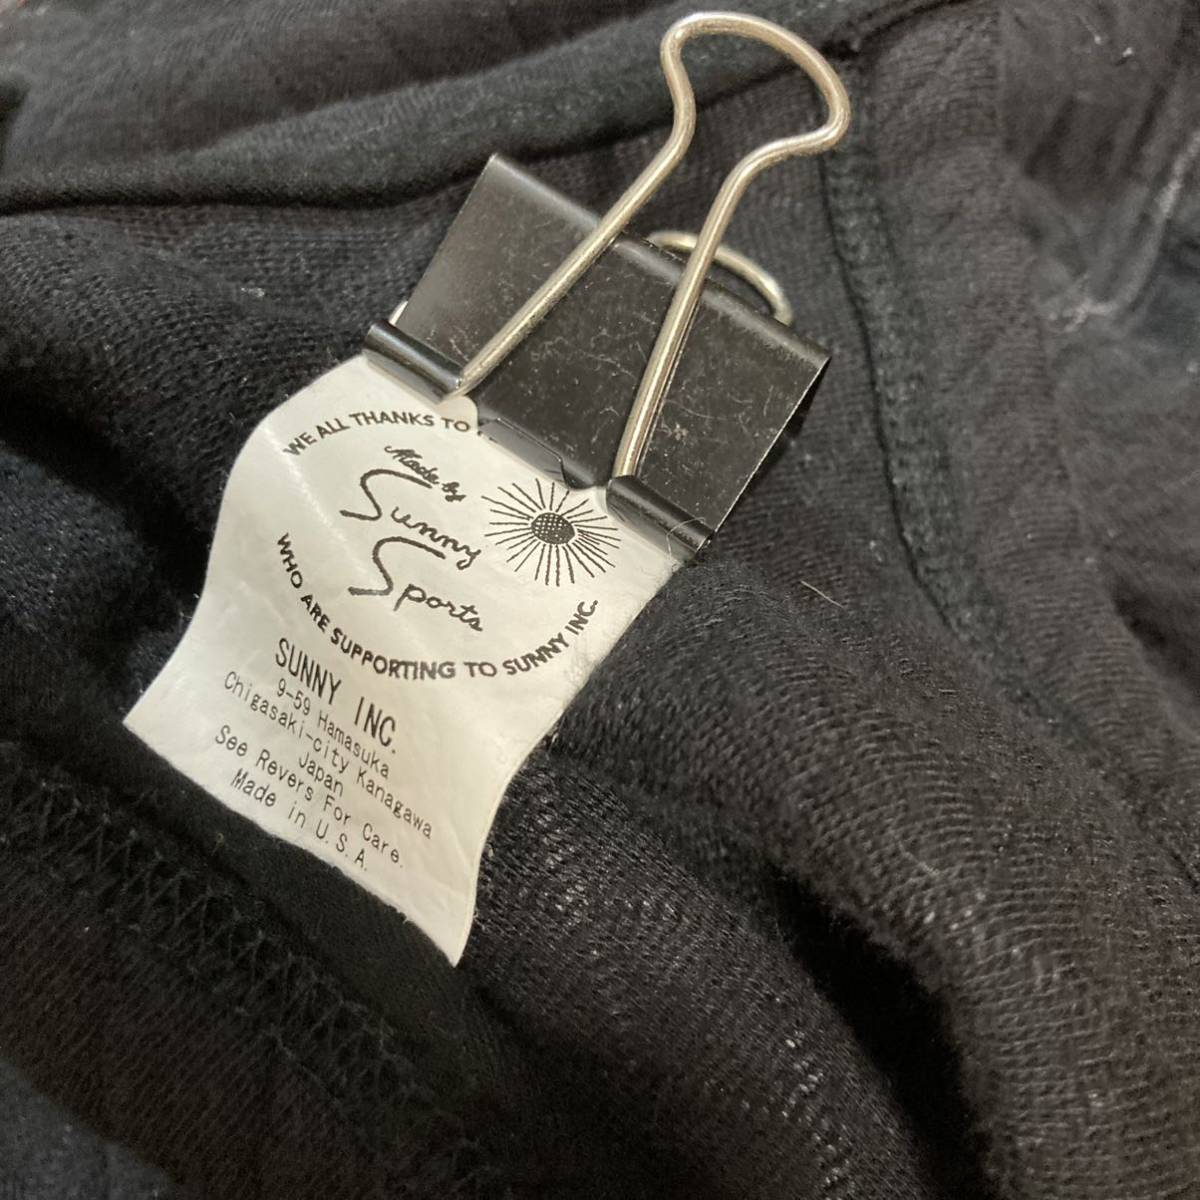 WE ALL THANKS TO
Made by
Sunny
Sports
WHO ARE SUPPORTING TO SUNNY INC.
SUNNY INC.
9-59 Hamasuka
Chigasaki-city Kanagawa
Japan
See Revers For Care.
Made in U.S.A.